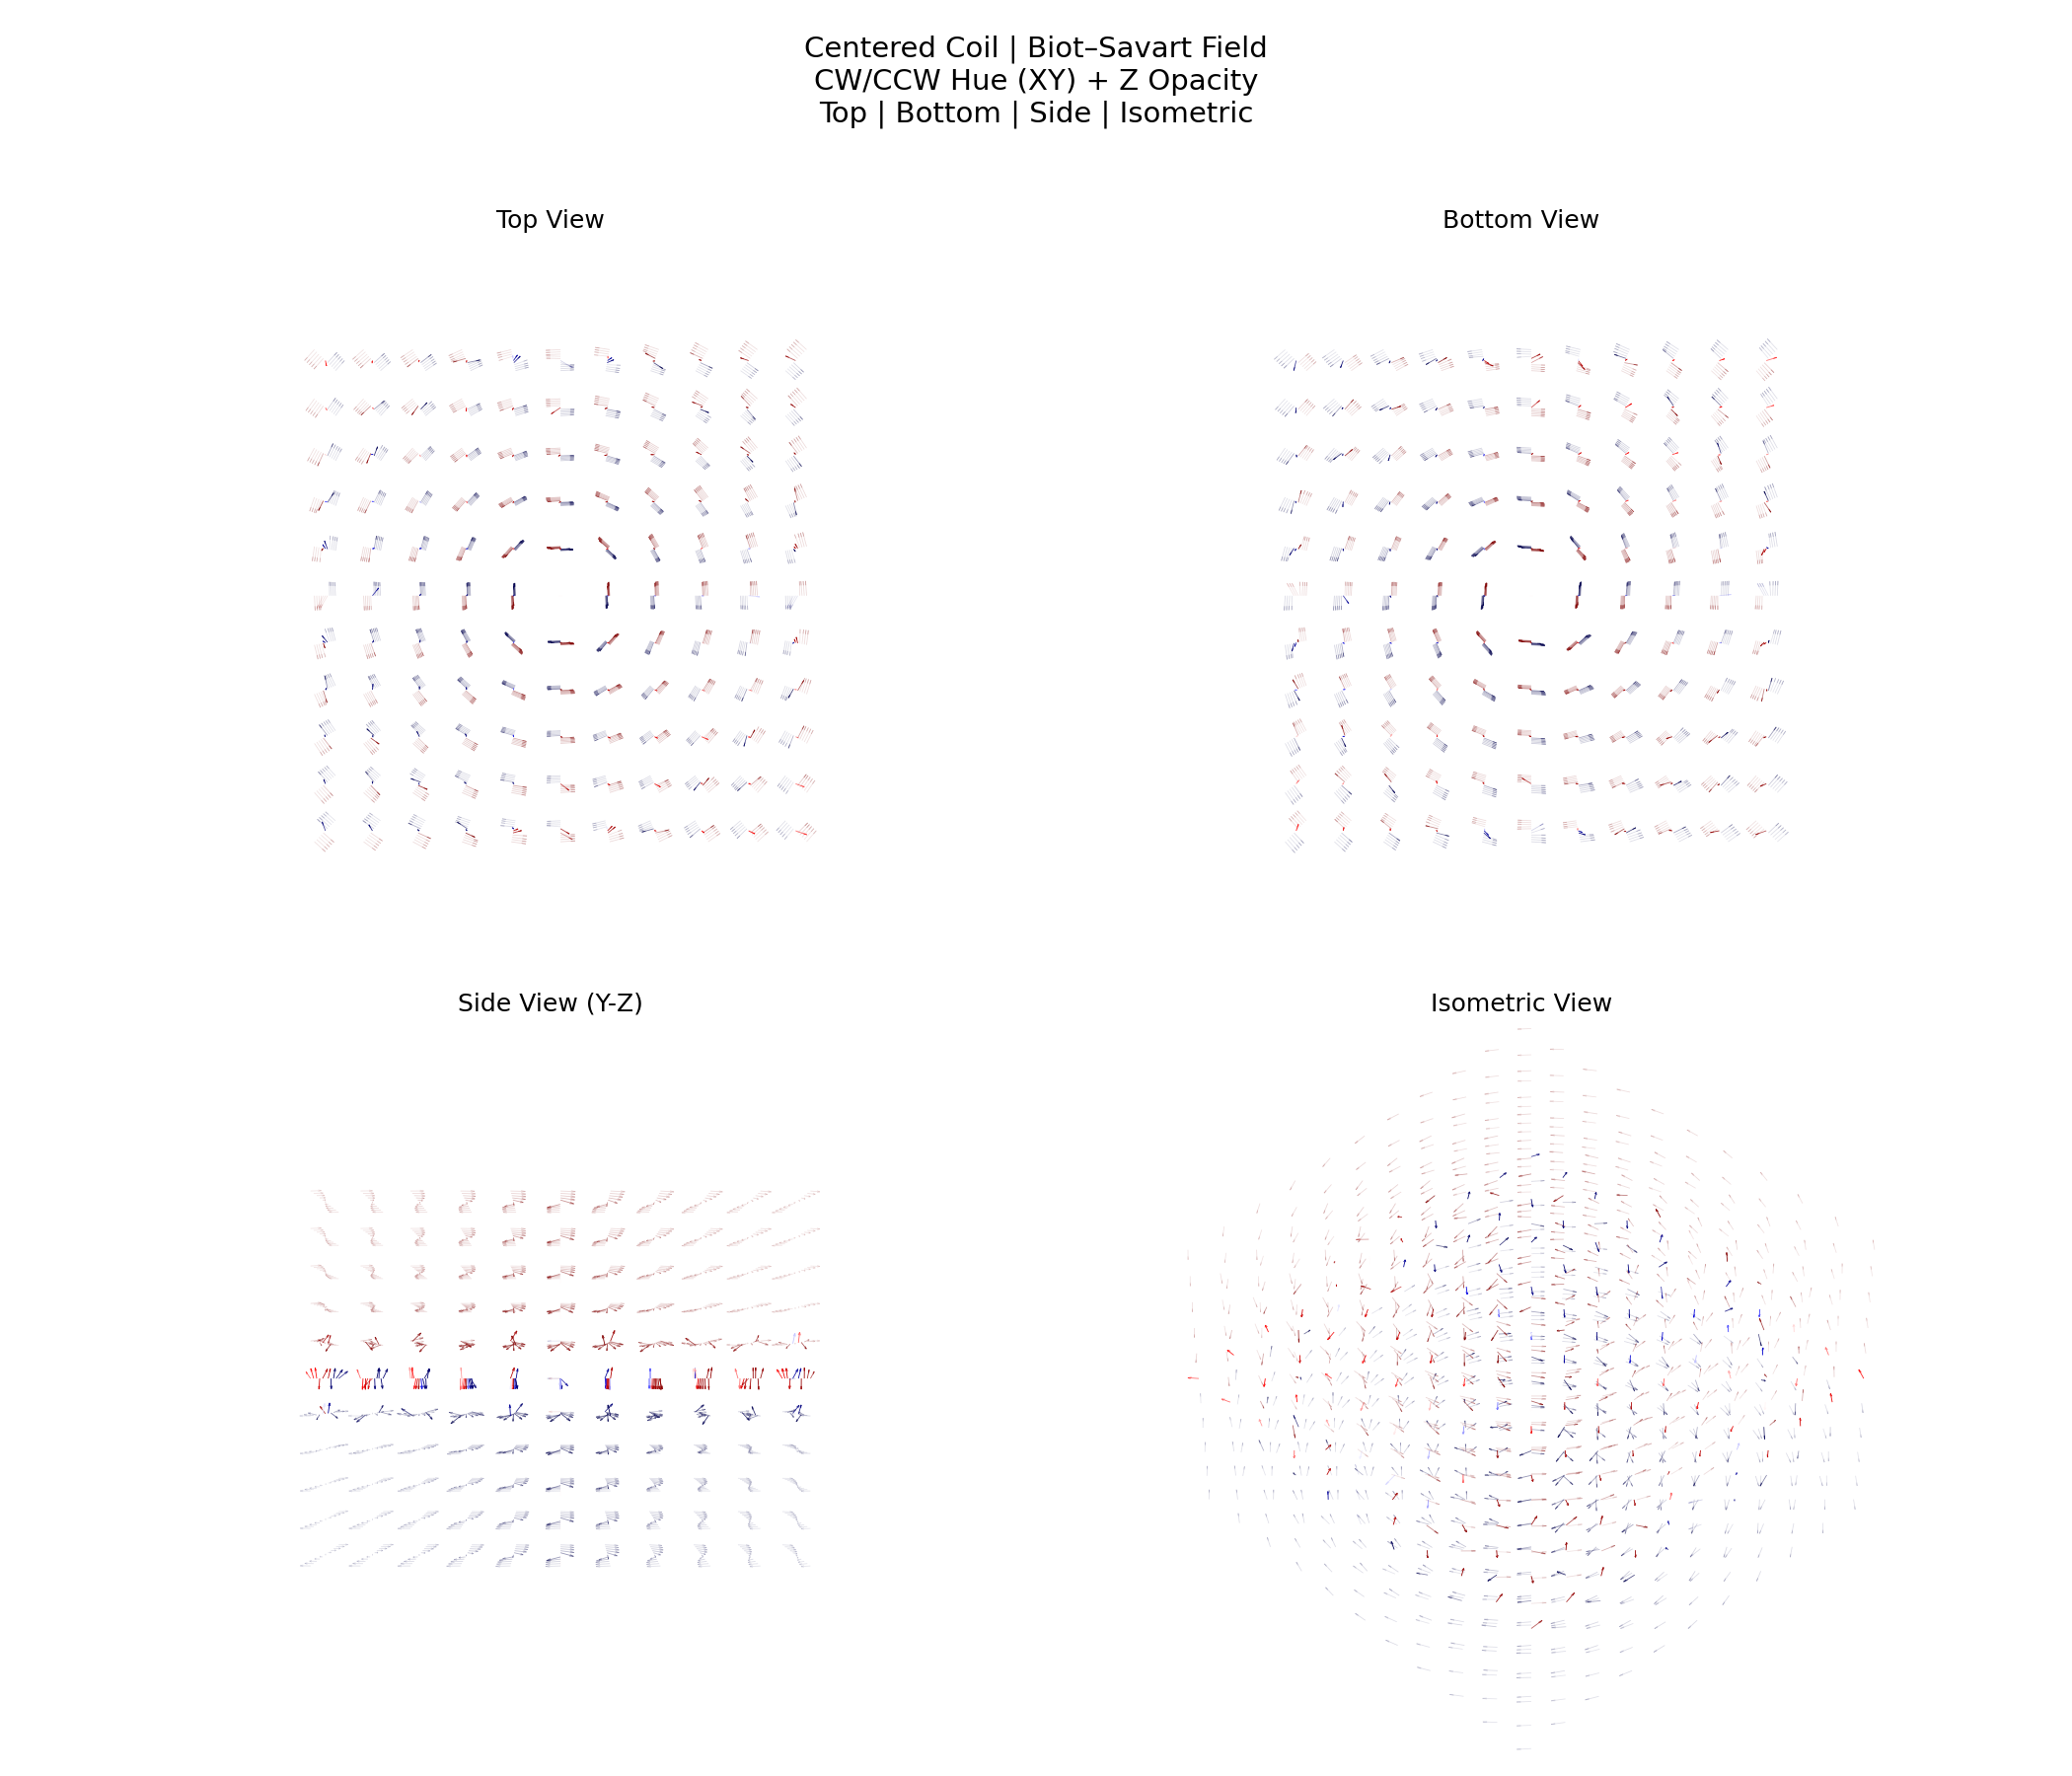 Centered Coil | Biot–Savart Field
CW/CCW Hue (XY) + Z Opacity
Top | Bottom | Side | Isometric
Top View
Bottom View
Side View (Y-Z)
Isometric View